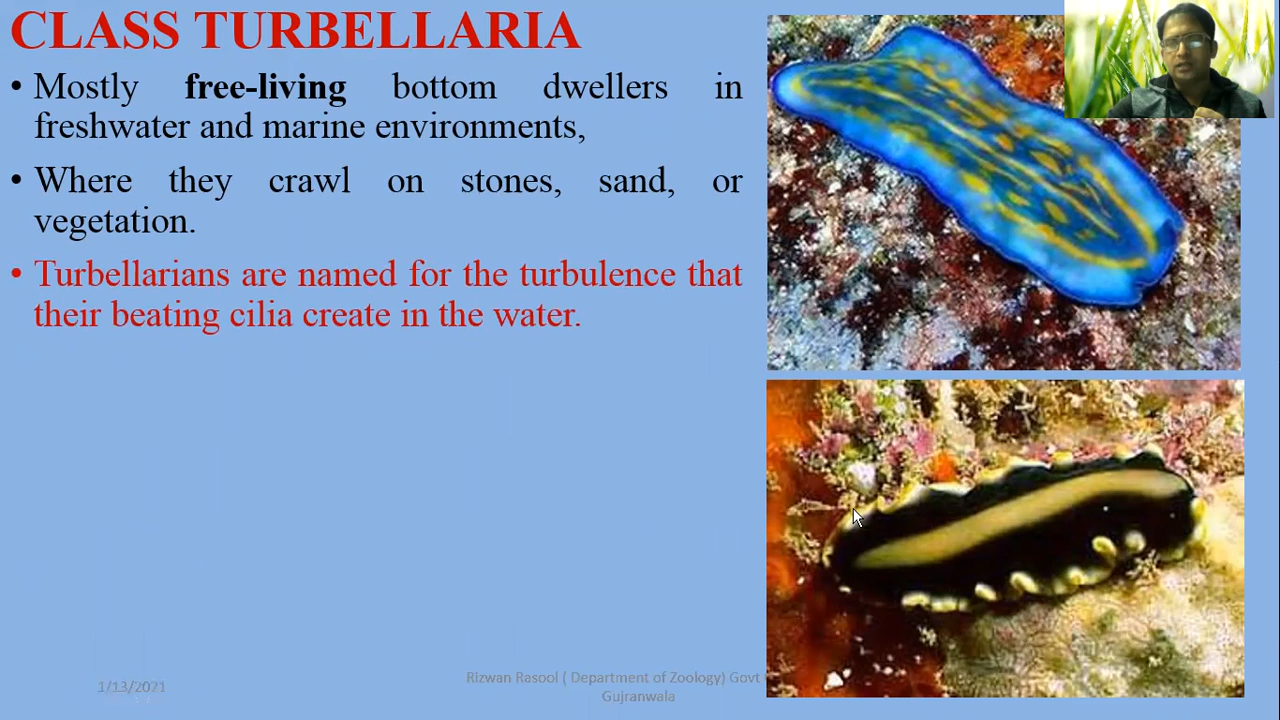 CLASS TURBELLARIA
• Mostly free-living bottom dwellers in
freshwater and marine environments,
• Where they crawl on stones, sand, or
vegetation.
• Turbellarians are named for the turbulence that
their beating cilia create in the water.
1/13/2021
Rizwan Rasool ( Department of Zoology) Govt
Gujranwala